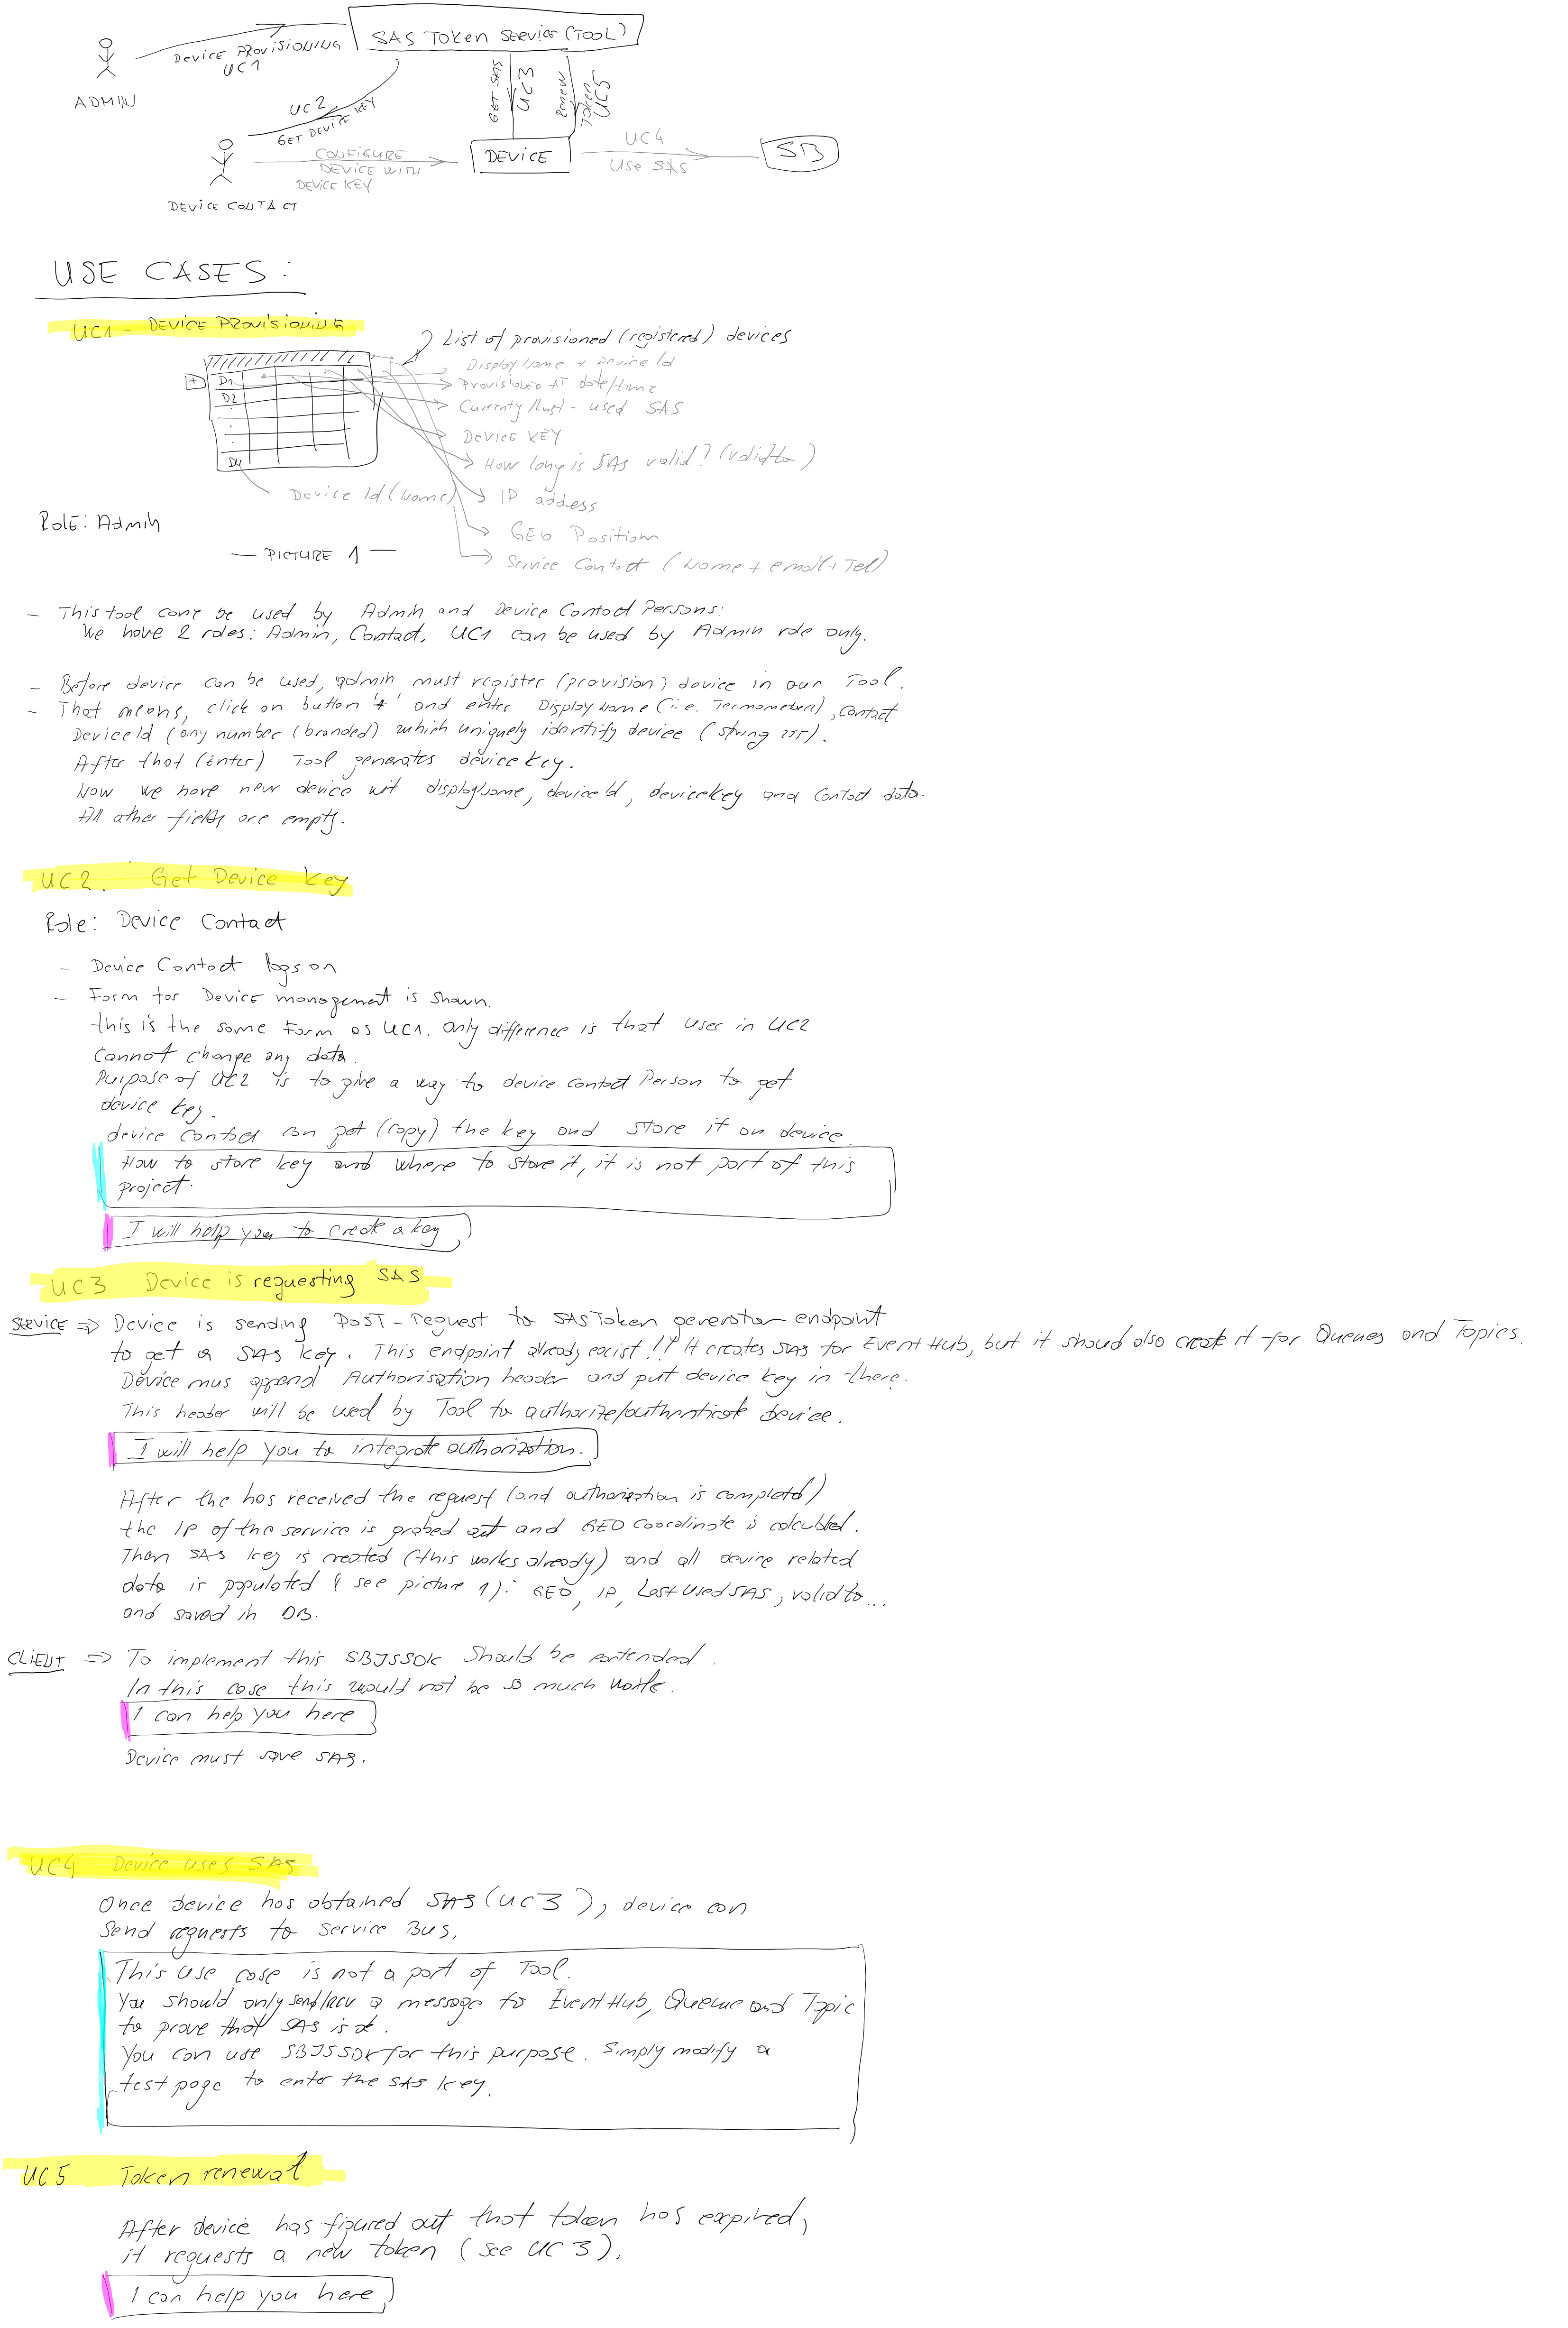 SAS Token Service (TOOL)
DEVICE PROVISIONING
UC1
ADMIN
UC2
GET DEVICE KEY
GET SAS
UC3
Renew
Token
UC5
DEVICE
UC4
Use SAS
SB
CONFIGURE
DEVICE WITH
DEVICE KEY
DEVICE CONTACT
USE CASES:
UC1 - DEVICE PROVISIONING
List of provisioned (registered) devices
DisplayName + Device Id
Provisioned AT date/time
+
D1
D2
Currenty/Last-used SAS
Device KEY
How long is SAS valid? (validto)
Device Id (Name)
IP address
GEO Position
Service Contact (Name + email + Tel)
Role: Admin
— PICTURE 1 —
- This tool can be used by Admin and Device Contact Persons:
We have 2 roles: Admin, Contact. UC1 can be used by Admin role only.
- Before device can be used, admin must register (provision) device in our Tool.
- That means, click on button '+' and enter DisplayName (i.e. Termometer), contact
DeviceId (any number (branded) which uniquely identify device (string 255).
After that (enter) Tool generates device key.
Now we have new device wit displayName, deviceId, devicekey and contact data.
All other fields are empty.
UC2. Get Device Key
Role: Device Contact
- Device Contact logs on
- Form for Device management is shown.
this is the same Form as UC1. Only difference is that user in UC2
cannot change any data.
Purpose of UC2 is to give a way to device contact Person to get
device key.
device contact can get (copy) the key and store it on device.
How to store key and where to store it, it is not part of this
project.
I will help you to create a key
UC3 Device is requesting SAS
SERVICE => Device is sending POST-request to SASToken generator endpoint
to get a SAS key. This endpoint already exist!!! It creates SAS for EventHub, but it should also create it for Queues and Topics.
Device mus append Authorisation header and put device key in there.
This header will be used by Tool to authorize/authenticate device.
I will help you to integrate authorization.
After the has received the request (and authorization is completed)
the IP of the service is grabed out and GEO coordinate is calculated.
Then SAS key is created (this works already) and all device related
data is populated (see picture 1): GEO, IP, LastUsedSAS, validto...
and saved in DB.
CLIENT => To implement this SBJSSDK should be extended.
In this case this would not be so much work.
I can help you here
Device must save SAS.
UC4 Device uses SAS
Once device has obtained SAS (UC3), device can
send requests to Service Bus.
This use case is not a part of Tool.
You should only send/recv a message to EventHub, Queue and Topic
to prove that SAS is
You can use SBJSSDK for this purpose. Simply modify a
test page to enter the SAS key.
UC5 Token renewal
After device has figured out that token has expired,
it requests a new token (see UC3).
I can help you here